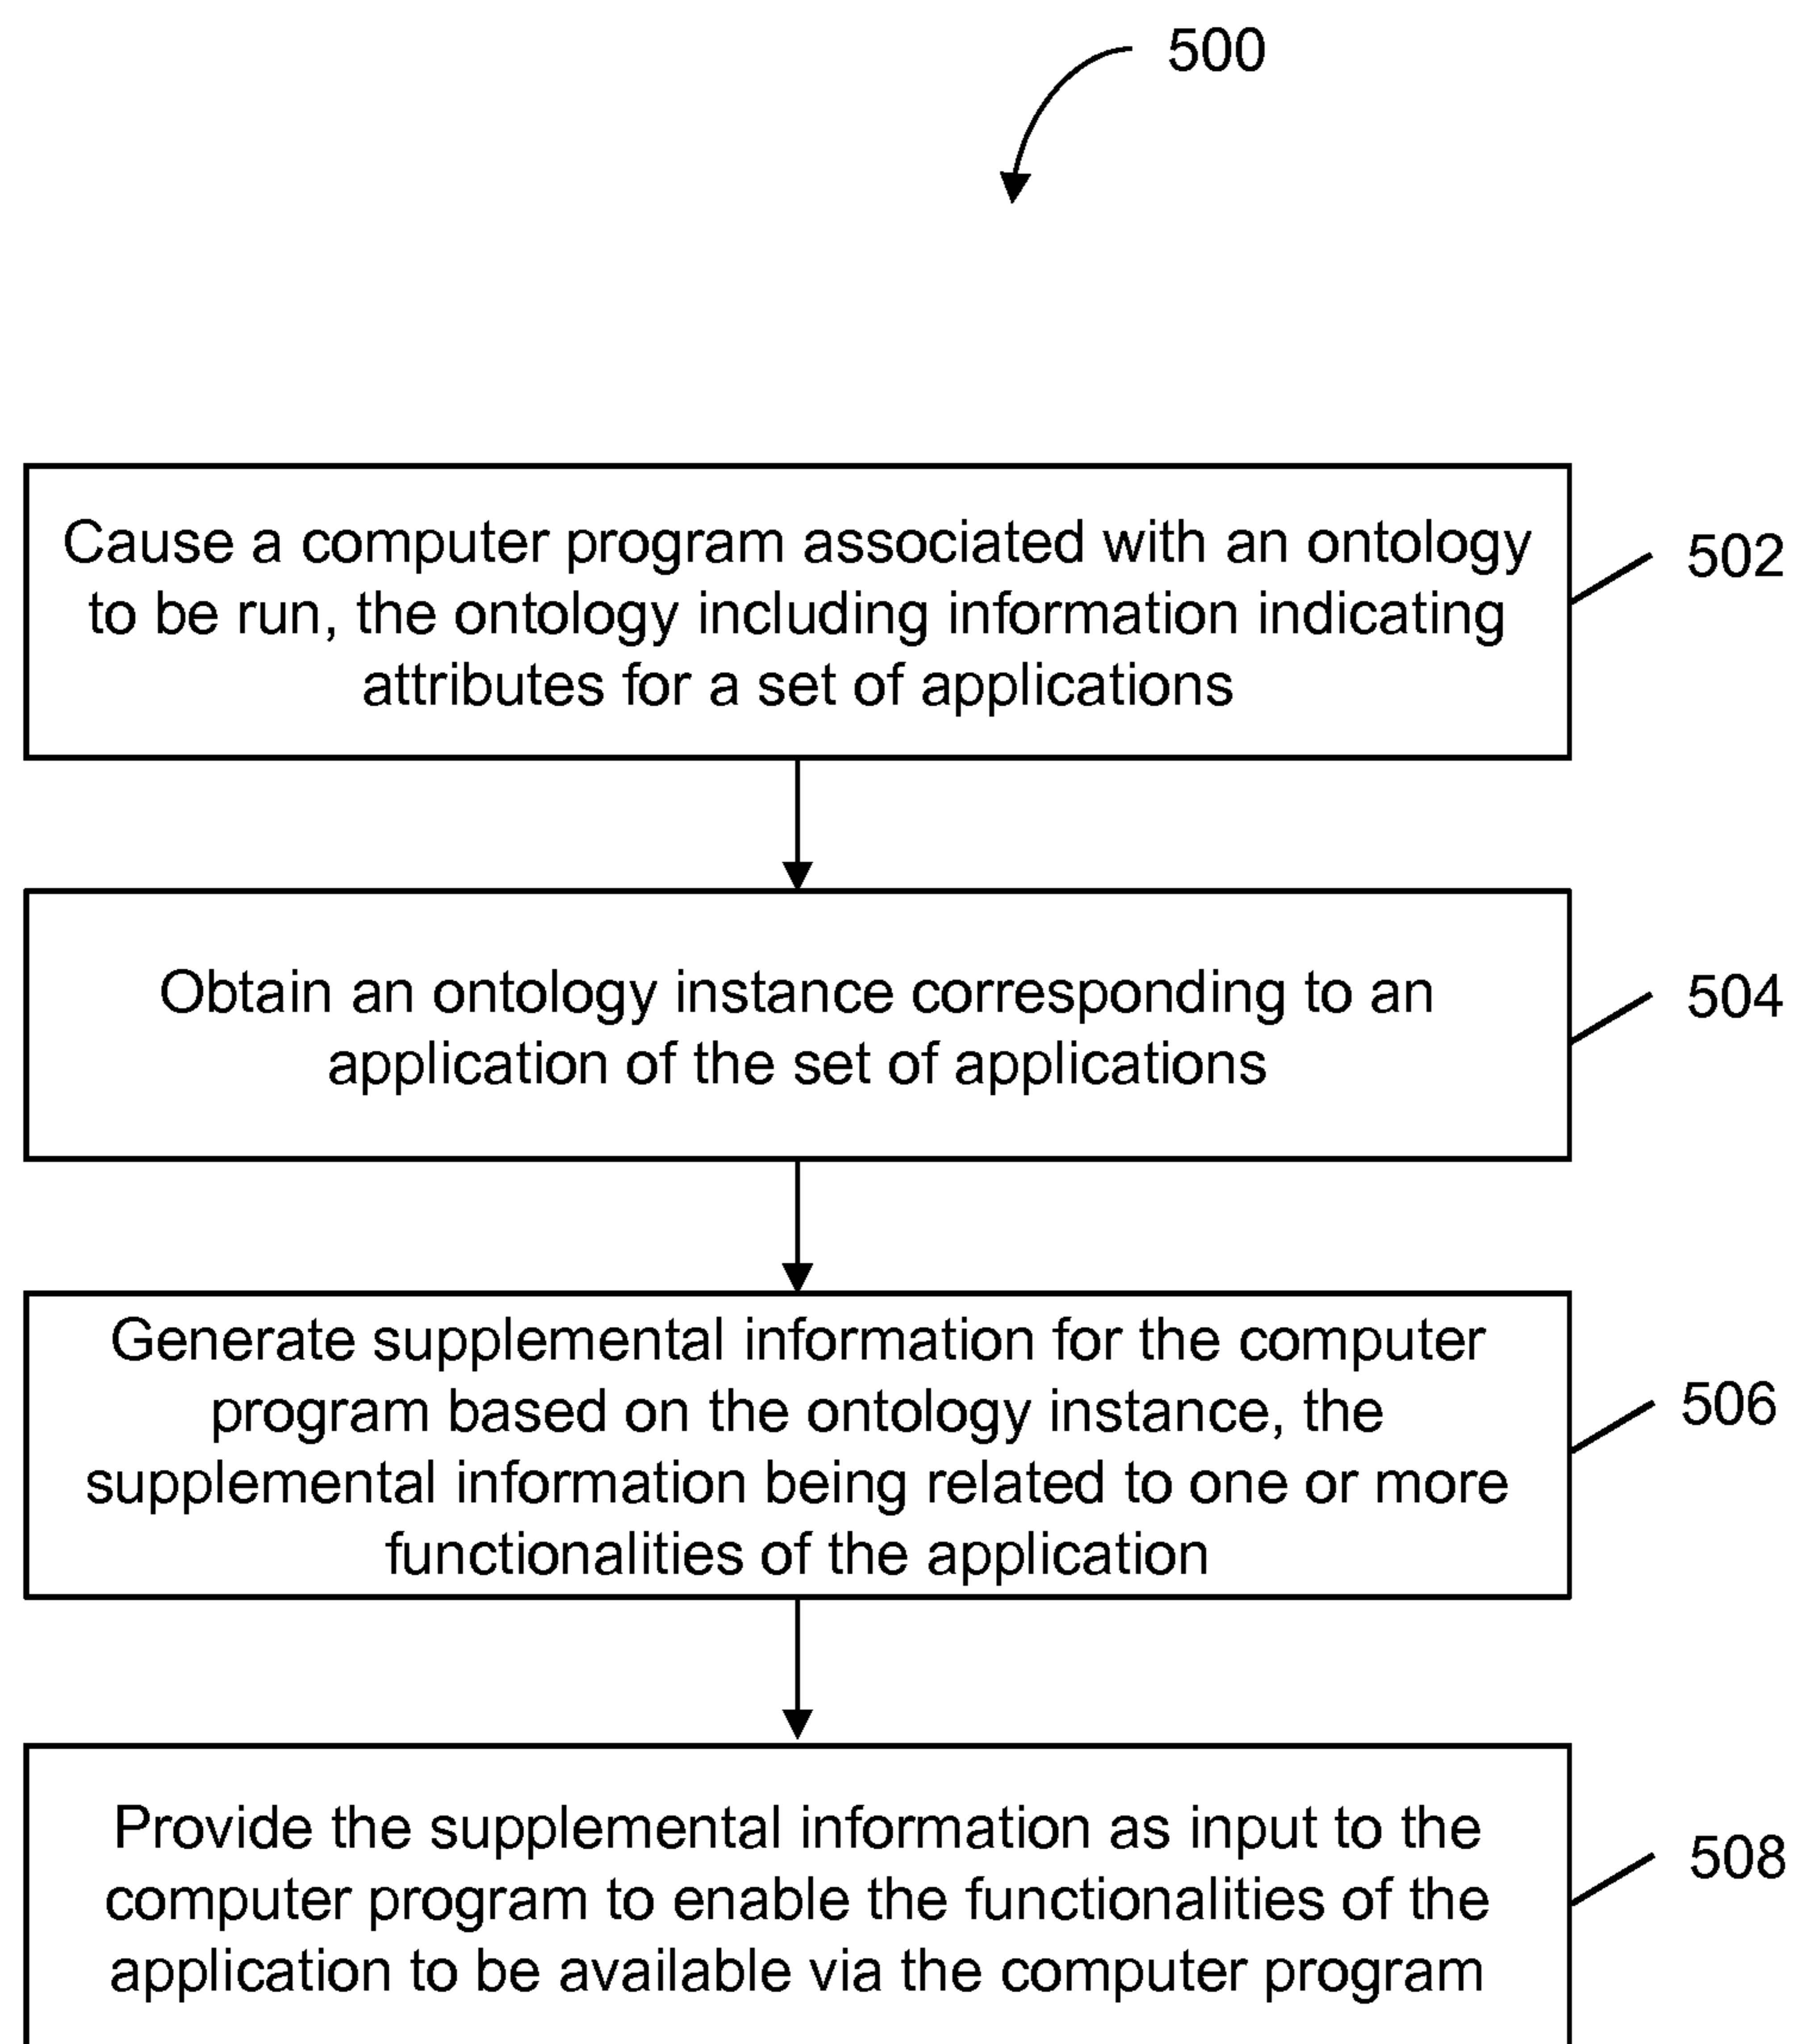 500
Cause a computer program associated with an ontology
to be run, the ontology including information indicating
attributes for a set of applications
502
Obtain an ontology instance corresponding to an
application of the set of applications
504
Generate supplemental information for the computer
program based on the ontology instance, the
supplemental information being related to one or more
functionalities of the application
506
Provide the supplemental information as input to the
computer program to enable the functionalities of the
application to be available via the computer program
508